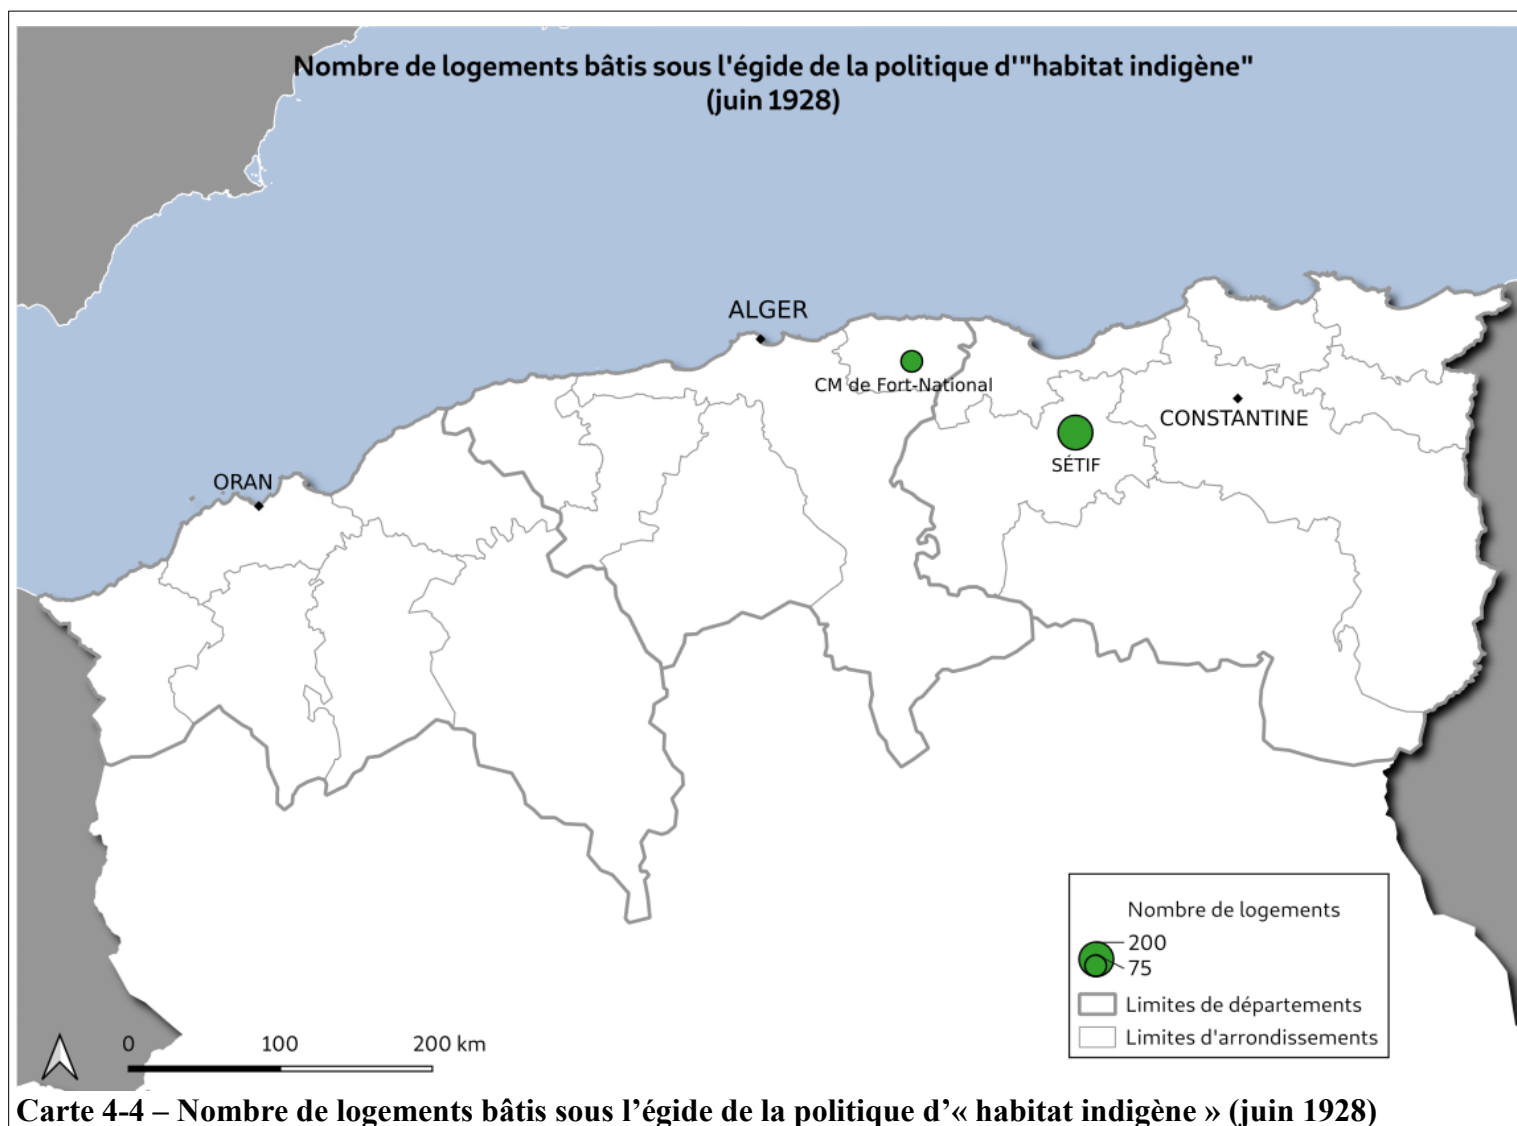 Nombre de logements bâtis sous l'égide de la politique d'"habitat indigène"
(juin 1928)
ALGER
CM de Fort-National
CONSTANTINE
SÉTIF
ORAN
Nombre de logements
200
75
Limites de départements
Limites d'arrondissements
0 100 200 km
Carte 4-4 – Nombre de logements bâtis sous l’égide de la politique d’« habitat indigène » (juin 1928)